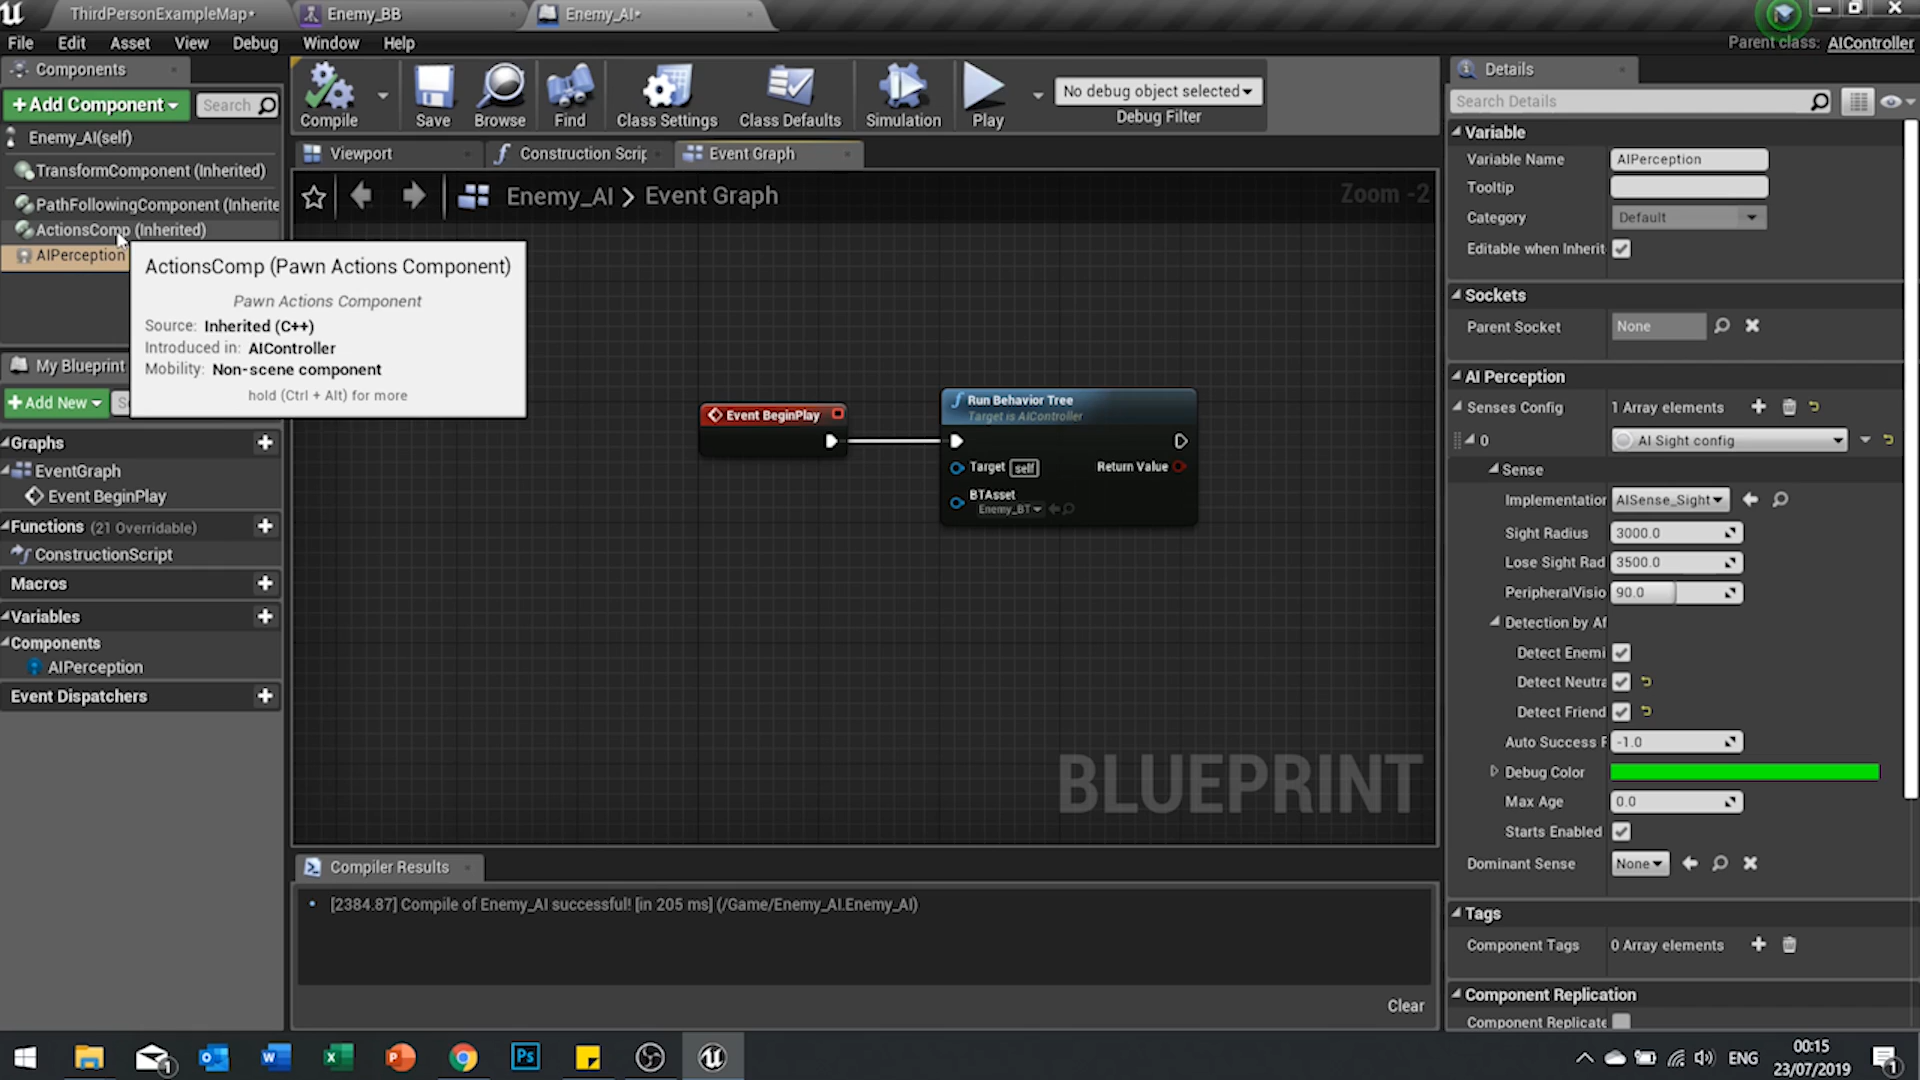 ThirdPersonExampleMap*
Enemy_BB
Enemy_AI*
File Edit Asset View Debug Window Help
Parent class: AIController
Components
+Add Component
Search
Enemy_AI(self)
TransformComponent (Inherited)
PathFollowingComponent (Inherite
ActionsComp (Inherited)
AIPerception
ActionsComp (Pawn Actions Component)
Pawn Actions Component
Source: Inherited (C++)
Introduced in: AIController
Mobility: Non-scene component
hold (Ctrl + Alt) for more
My Blueprint
+Add New
Graphs
EventGraph
Event BeginPlay
Functions (21 Overridable)
ConstructionScript
Macros
Variables
Components
AIPerception
Event Dispatchers
Compile
Save
Browse
Find
Class Settings
Class Defaults
Simulation
Play
No debug object selected
Debug Filter
Viewport
Construction Scrip
Event Graph
Enemy_AI > Event Graph
Zoom -2
Event BeginPlay
Run Behavior Tree
Target is AIController
Target self
Return Value
BTAsset
Enemy_BT
BLUEPRINT
Compiler Results
[2384.87] Compile of Enemy_AI successful! [in 205 ms] (/Game/Enemy_AI.Enemy_AI)
Clear
Details
Search Details
Variable
Variable Name AIPerception
Tooltip
Category Default
Editable when Inherit
Sockets
Parent Socket None
AI Perception
Senses Config 1 Array elements
0 AI Sight config
Sense
Implementation AISense_Sight
Sight Radius 3000.0
Lose Sight Rad 3500.0
PeripheralVisio 90.0
Detection by Af
Detect Enemi
Detect Neutra
Detect Friend
Auto Success F -1.0
Debug Color
Max Age 0.0
Starts Enabled
Dominant Sense None
Tags
Component Tags 0 Array elements
Component Replication
Component Replicate
ENG
00:15
23/07/2019